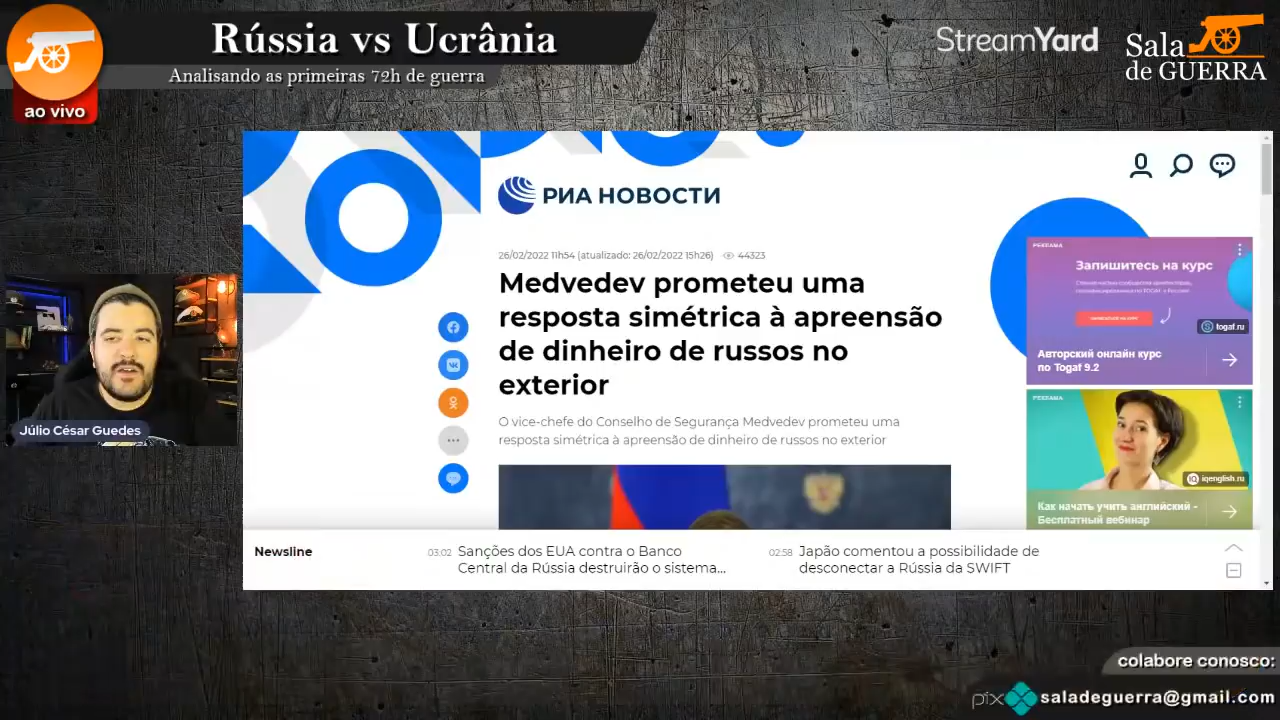 Rússia vs Ucrânia
Analisando as primeiras 72h de guerra
ao vivo
StreamYard
Sala
de GUERRA
РИА НОВОСТИ
26/02/2022 11h54 (atualizado: 26/02/2022 15h26) 44323
Medvedev prometeu uma
resposta simétrica à apreensão
de dinheiro de russos no
exterior
O vice-chefe do Conselho de Segurança Medvedev prometeu uma
resposta simétrica à apreensão de dinheiro de russos no exterior
РЕКЛАМА
Запишитесь на курс
togaf.ru
Авторский онлайн курс
по Togaf 9.2
РЕКЛАМА
iqenglish.ru
Как начать учить английский -
Бесплатный вебинар
Júlio César Guedes
Newsline
03:02 Sanções dos EUA contra o Banco
Central da Rússia destruirão o sistema...
02:58 Japão comentou a possibilidade de
desconectar a Rússia da SWIFT
colabore conosco:
pix saladeguerra@gmail.com